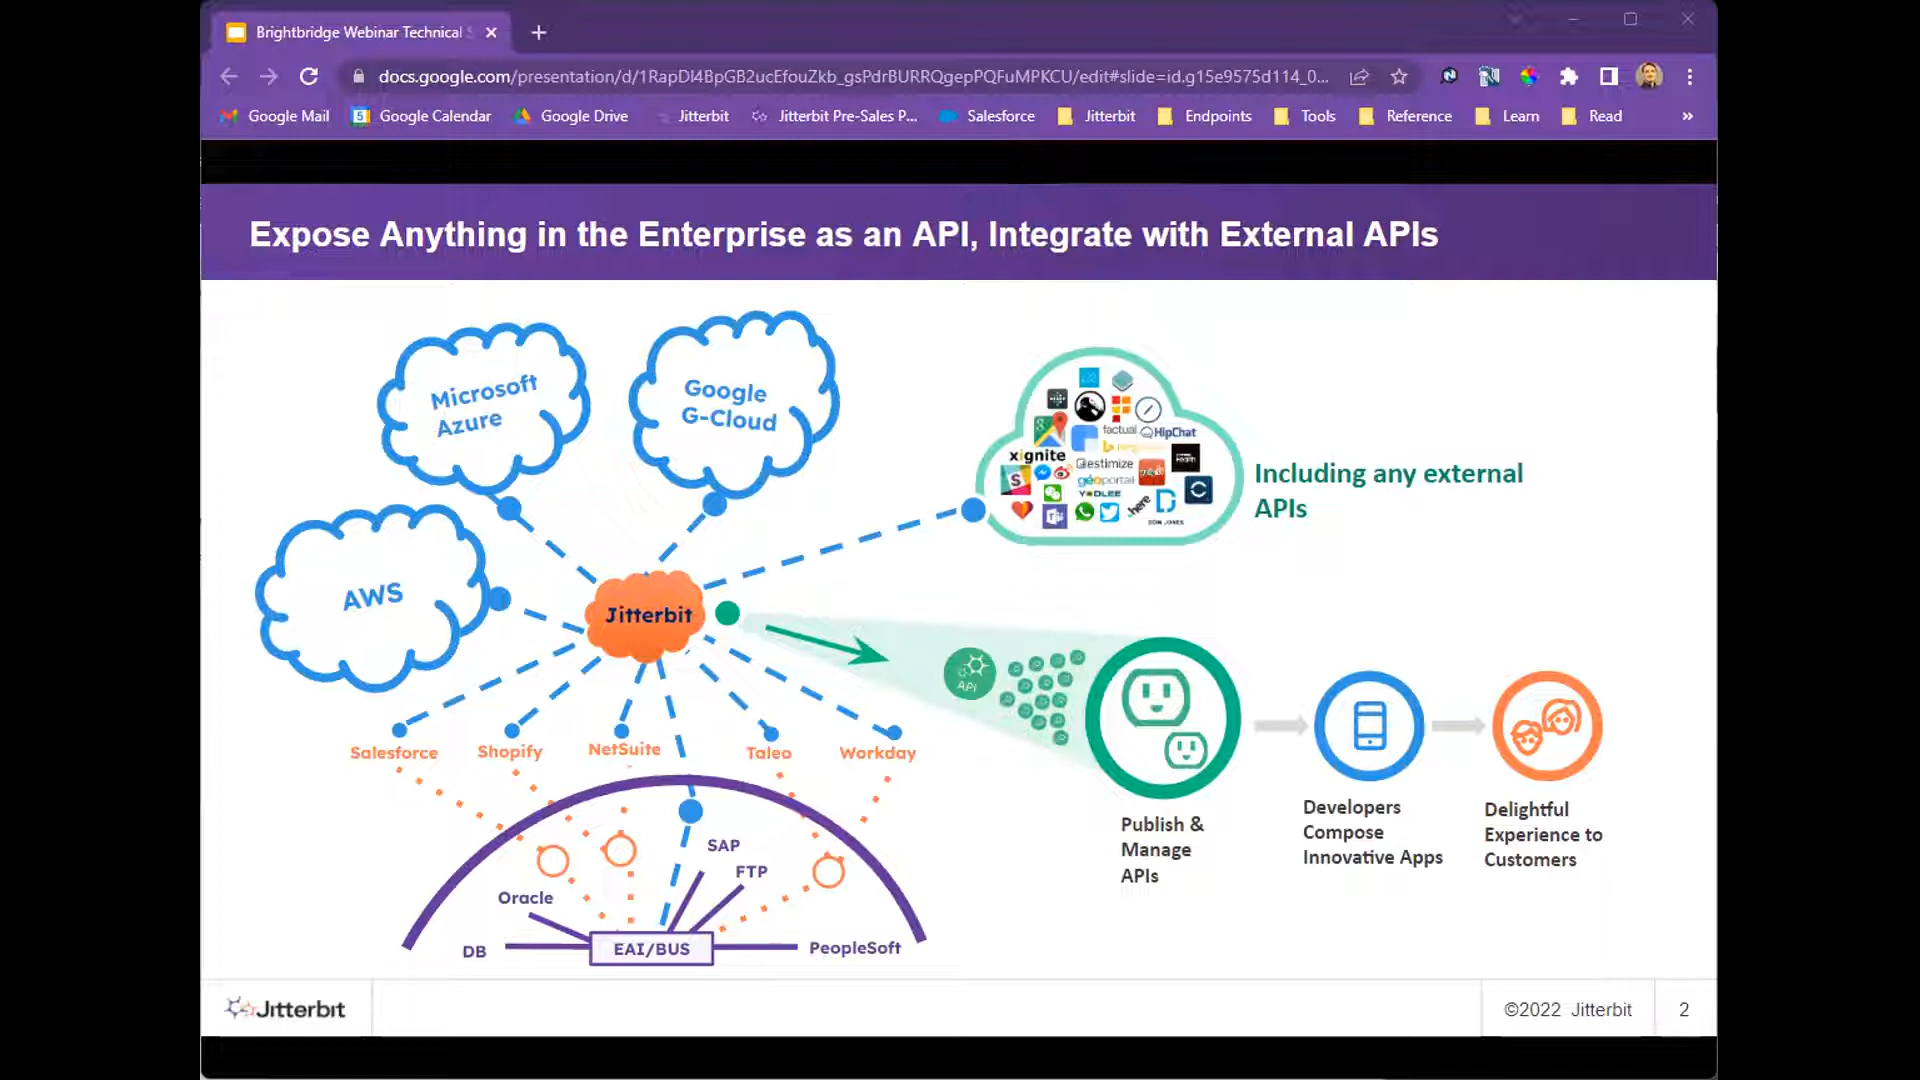 Brightbridge Webinar Technical
docs.google.com/presentation/d/1RapDl4BpGB2ucEfouZkb_gsPdrBURRQgepPQFuMPKCU/edit#slide=id.g15e9575d114_0...
Google Mail
Google Calendar
Google Drive
Jitterbit
Jitterbit Pre-Sales P...
Salesforce
Jitterbit
Endpoints
Tools
Reference
Learn
Read
»
Expose Anything in the Enterprise as an API, Integrate with External APIs
Microsoft
Azure
Google
G-Cloud
AWS
Jitterbit
factual
HipChat
xignite
estimize
geoportal
YODLEE
here
DOW JONES
Including any external
APIs
API
Salesforce
Shopify
NetSuite
Taleo
Workday
SAP
FTP
Oracle
DB
EAI/BUS
PeopleSoft
Publish &
Manage
APIs
Developers
Compose
Innovative Apps
Delightful
Experience to
Customers
Jitterbit
©2022 Jitterbit
2